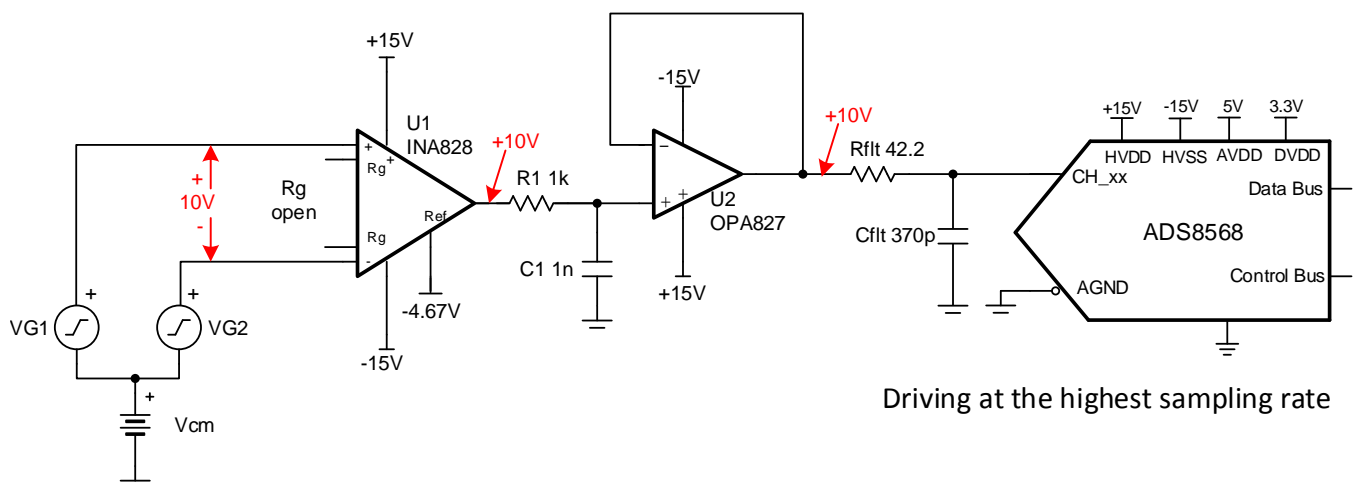 +15V
U1
INA828
+
Rg
+
+
10V
-
Rg
open
Ref
Rg
-
-4.67V
-15V
+
VG1
+
VG2
+
Vcm
+10V
R1 1k
C1 1n
-15V
−
+
+
U2
OPA827
+15V
+10V
Rflt 42.2
Cflt 370p
+15V
-15V
5V
3.3V
HVDD
HVSS
AVDD
DVDD
CH_xx
Data Bus
ADS8568
Control Bus
AGND
Driving at the highest sampling rate